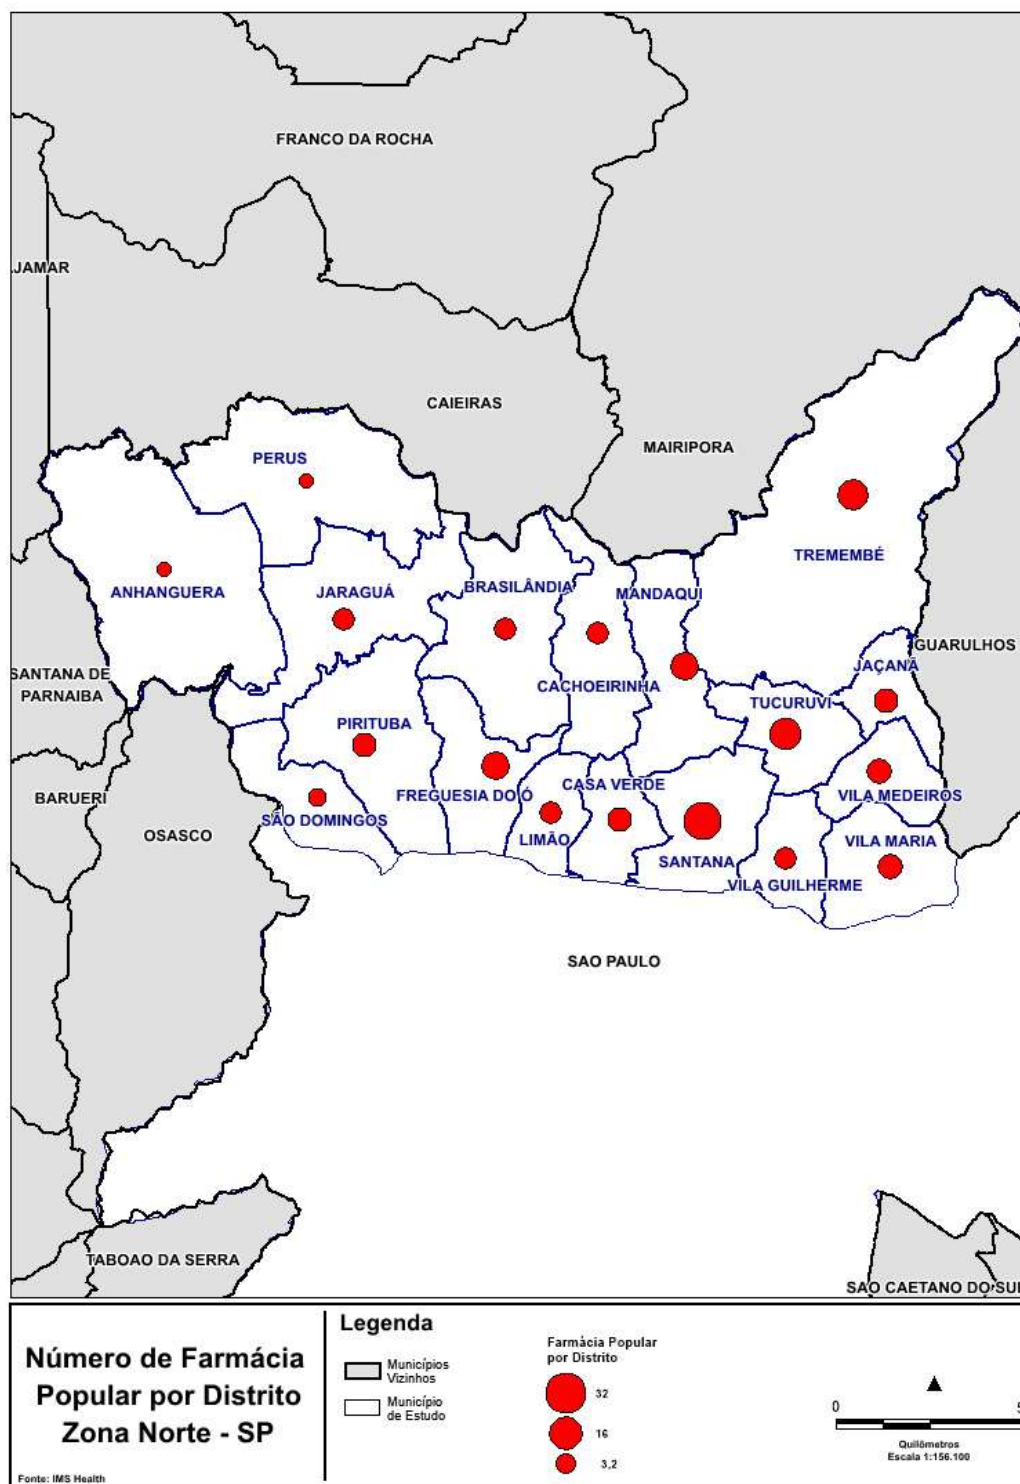 FRANCO DA ROCHA
JAMAR
CAIEIRAS
MAIRIPORA
PERUS
TREMEMBÉ
ANHANGUERA
JARAGUÁ
BRASILÂNDIA
MANDAQUI
GUARULHOS
SANTANA DE
PARNAIBA
JAÇANÃ
CACHOEIRINHA
TUCURUVI
PIRITUBA
BARUERI
FREGUESIA DO Ó
CASA VERDE
VILA MEDEIROS
SÃO DOMINGOS
OSASCO
LIMÃO
VILA MARIA
SANTANA
VILA GUILHERME
SAO PAULO
TABOAO DA SERRA
SAO CAETANO DO SUL
Número de Farmácia
Popular por Distrito
Zona Norte - SP
Fonte: IMS Health
Legenda
Municípios
Vizinhos
Município
de Estudo
Farmàcia Popular
por Distrito
32
16
3,2
0
5
Quilômetros
Escala 1:156.100